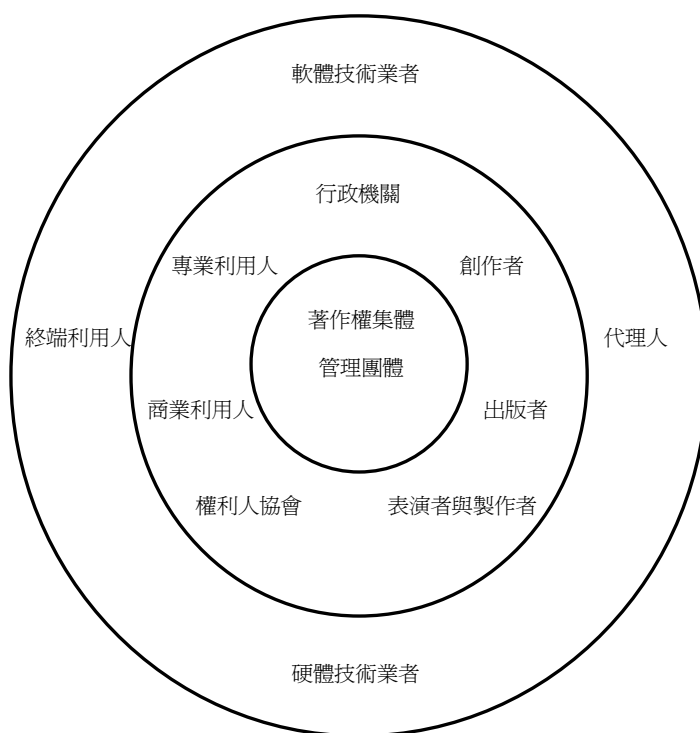 軟體技術業者
行政機關
專業利用人
創作者
著作權集體
管理團體
終端利用人
代理人
商業利用人
出版者
權利人協會
表演者與製作者
硬體技術業者